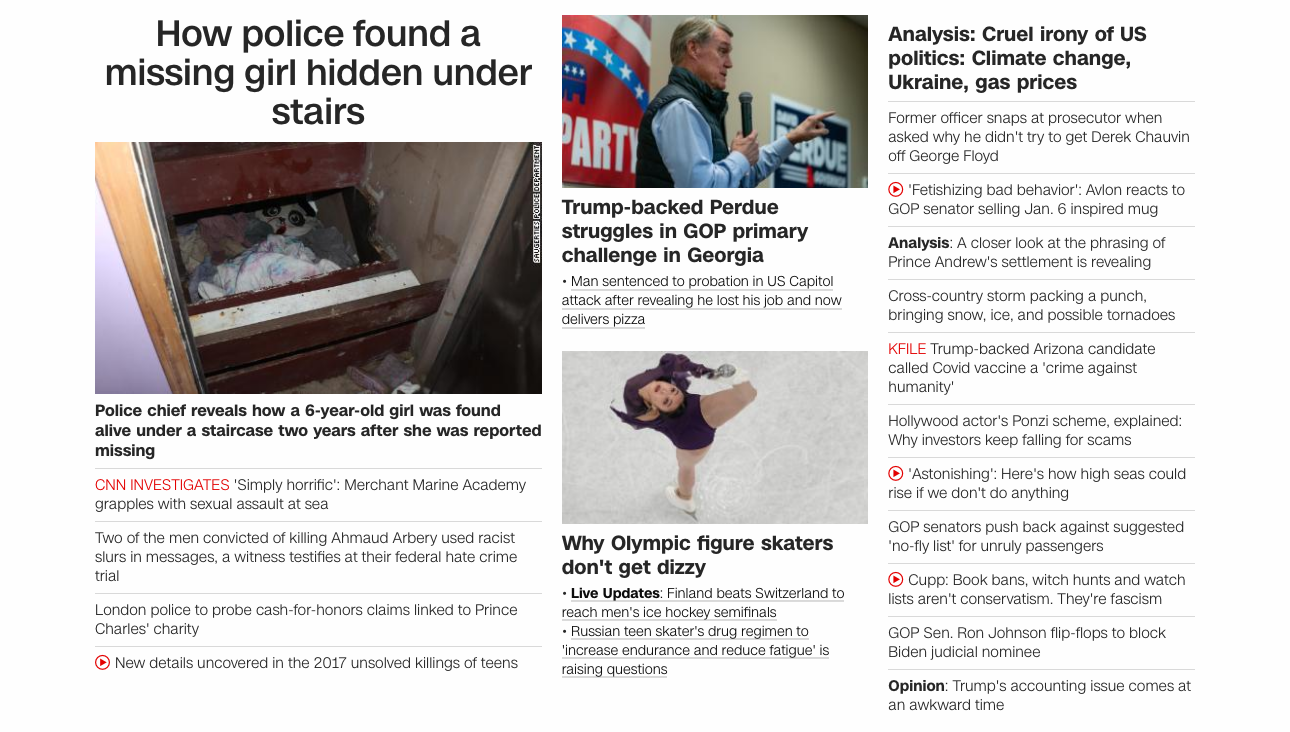 How police found a
missing girl hidden under
stairs
SAUGERTIES POLICE DEPARTMENT
Police chief reveals how a 6-year-old girl was found
alive under a staircase two years after she was reported
missing
CNN INVESTIGATES 'Simply horrific': Merchant Marine Academy
grapples with sexual assault at sea
Two of the men convicted of killing Ahmaud Arbery used racist
slurs in messages, a witness testifies at their federal hate crime
trial
London police to probe cash-for-honors claims linked to Prince
Charles' charity
New details uncovered in the 2017 unsolved killings of teens
PARTY
PERDUE
Trump-backed Perdue
struggles in GOP primary
challenge in Georgia
• Man sentenced to probation in US Capitol
attack after revealing he lost his job and now
delivers pizza
Why Olympic figure skaters
don't get dizzy
• Live Updates: Finland beats Switzerland to
reach men's ice hockey semifinals
• Russian teen skater's drug regimen to
'increase endurance and reduce fatigue' is
raising questions
Analysis: Cruel irony of US
politics: Climate change,
Ukraine, gas prices
Former officer snaps at prosecutor when
asked why he didn't try to get Derek Chauvin
off George Floyd
'Fetishizing bad behavior': Avlon reacts to
GOP senator selling Jan. 6 inspired mug
Analysis: A closer look at the phrasing of
Prince Andrew's settlement is revealing
Cross-country storm packing a punch,
bringing snow, ice, and possible tornadoes
KFILE Trump-backed Arizona candidate
called Covid vaccine a 'crime against
humanity'
Hollywood actor's Ponzi scheme, explained:
Why investors keep falling for scams
'Astonishing': Here's how high seas could
rise if we don't do anything
GOP senators push back against suggested
'no-fly list' for unruly passengers
Cupp: Book bans, witch hunts and watch
lists aren't conservatism. They're fascism
GOP Sen. Ron Johnson flip-flops to block
Biden judicial nominee
Opinion: Trump's accounting issue comes at
an awkward time